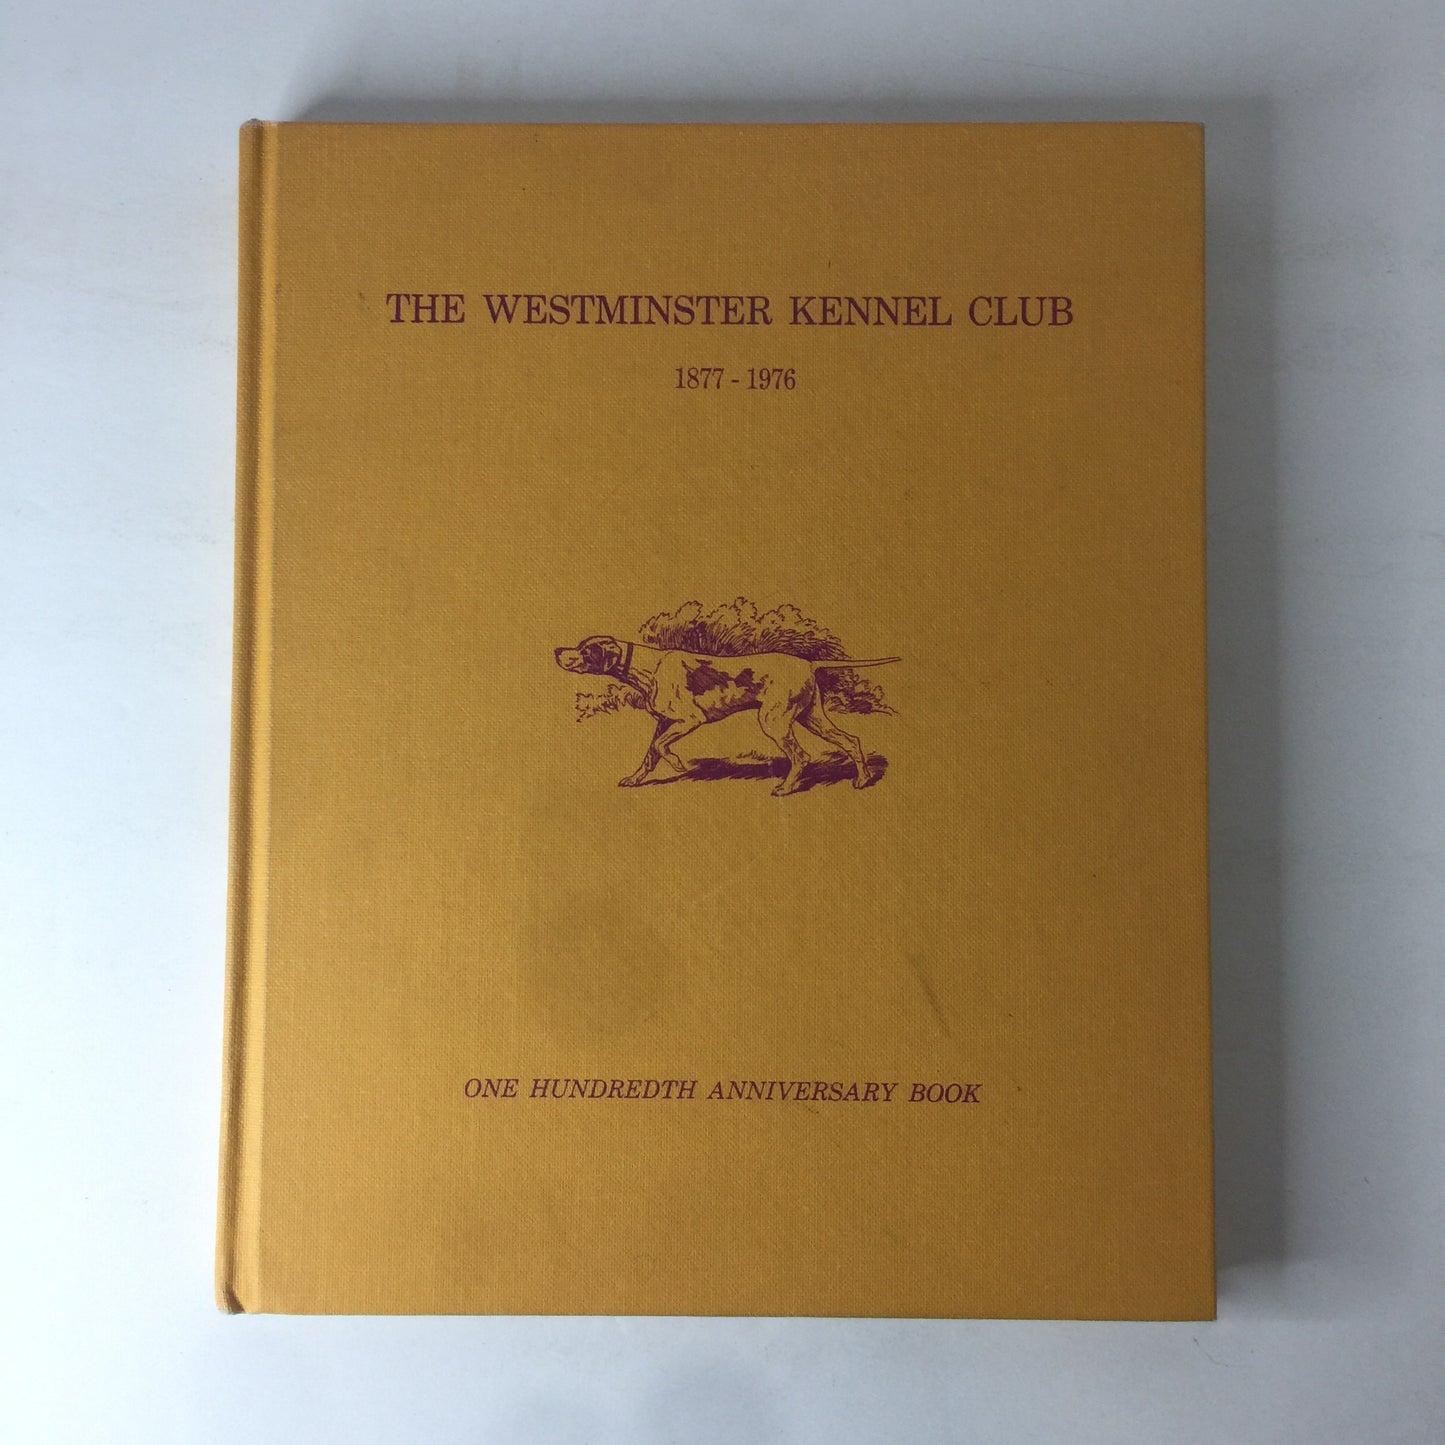 THE WESTMINSTER KENNEL CLUB
1877 - 1976
ONE HUNDREDTH ANNIVERSARY BOOK